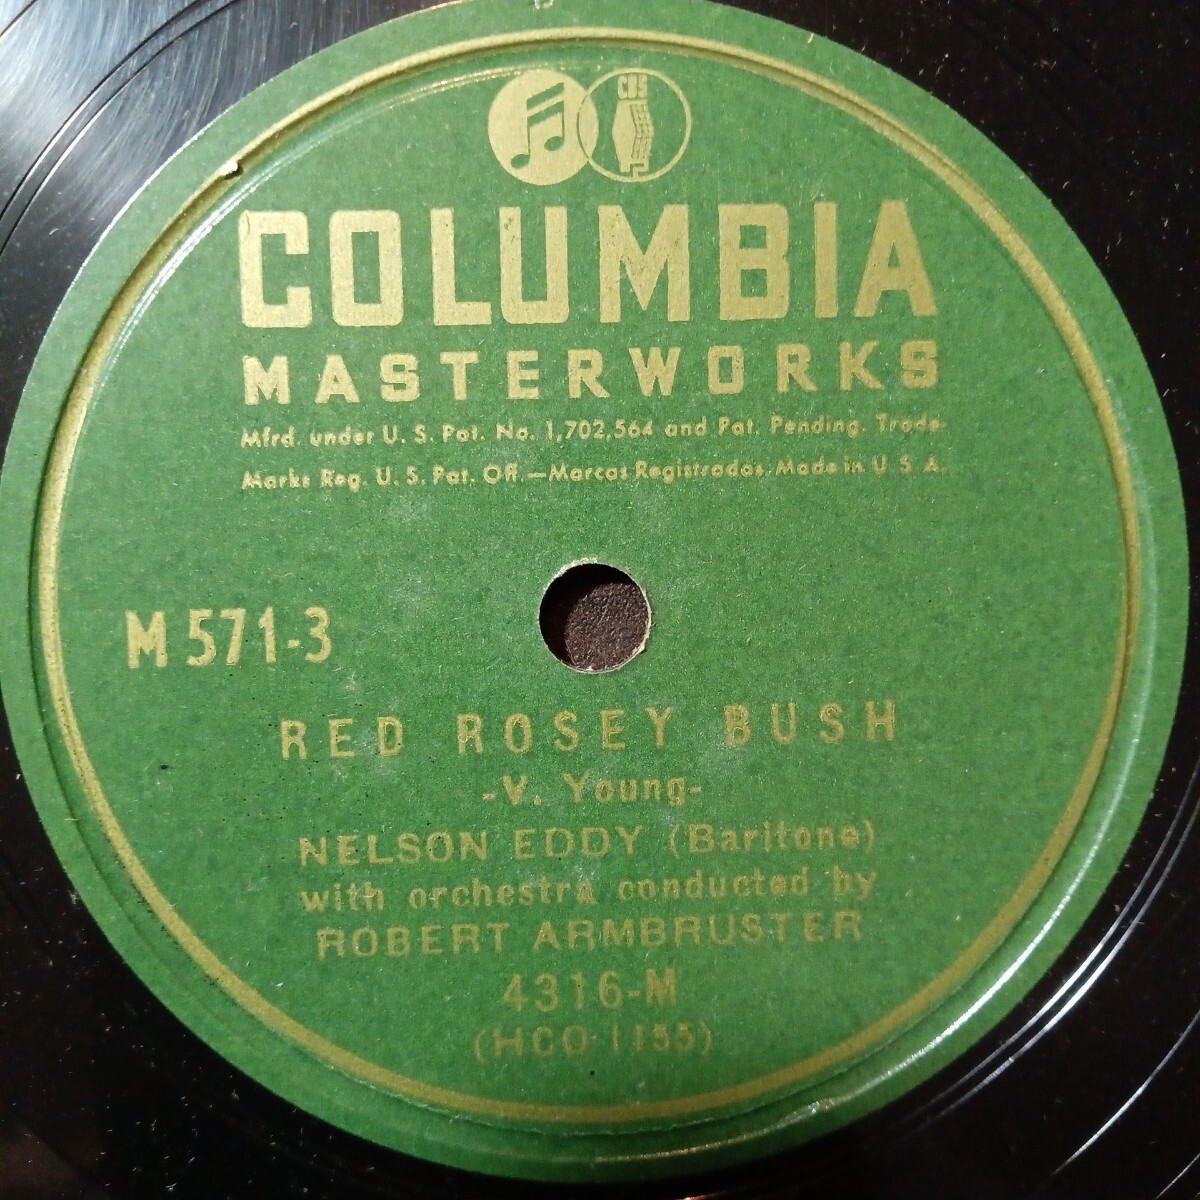 CBS
COLUMBIA
MASTERWORKS
Mfrd. under U. S. Pat. No. 1,702,564 and Pat. Pending. Trade-
Marks Reg. U. S. Pat. Off.—Marcas Registradas. Made in U S A.
M 571-3
RED ROSEY BUSH
-V. Young-
NELSON EDDY (Baritone)
with orchestra conducted by
ROBERT ARMBRUSTER
4316-M
(HCO 1155)